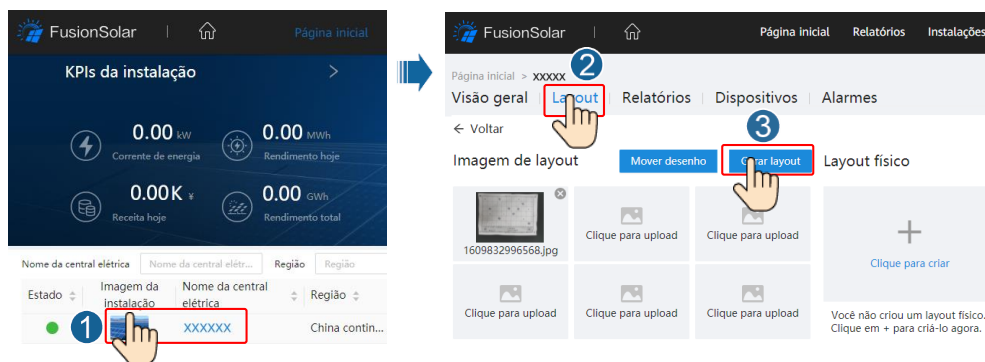 FusionSolar
Página inicial
KPIs da instalação >
0.00 kW
Corrente de energia
0.00 MWh
Rendimento hoje
0.00K ¥
Receita hoje
0.00 GWh
Rendimento total
Nome da central elétrica
Nome da central elétr...
Região
Região
Estado
Imagem da instalação
Nome da central elétrica
Região
1
XXXXXX
China contin...
FusionSolar
Página inicial
Relatórios
Instalações
Página inicial > xxxxx
2
Visão geral
Layout
Relatórios
Dispositivos
Alarmes
← Voltar
3
Imagem de layout
Mover desenho
Gerar layout
Layout físico
1609832996568.jpg
Clique para upload
Clique para upload
Clique para criar
Clique para upload
Clique para upload
Clique para upload
Você não criou um layout físico.
Clique em + para criá-lo agora.